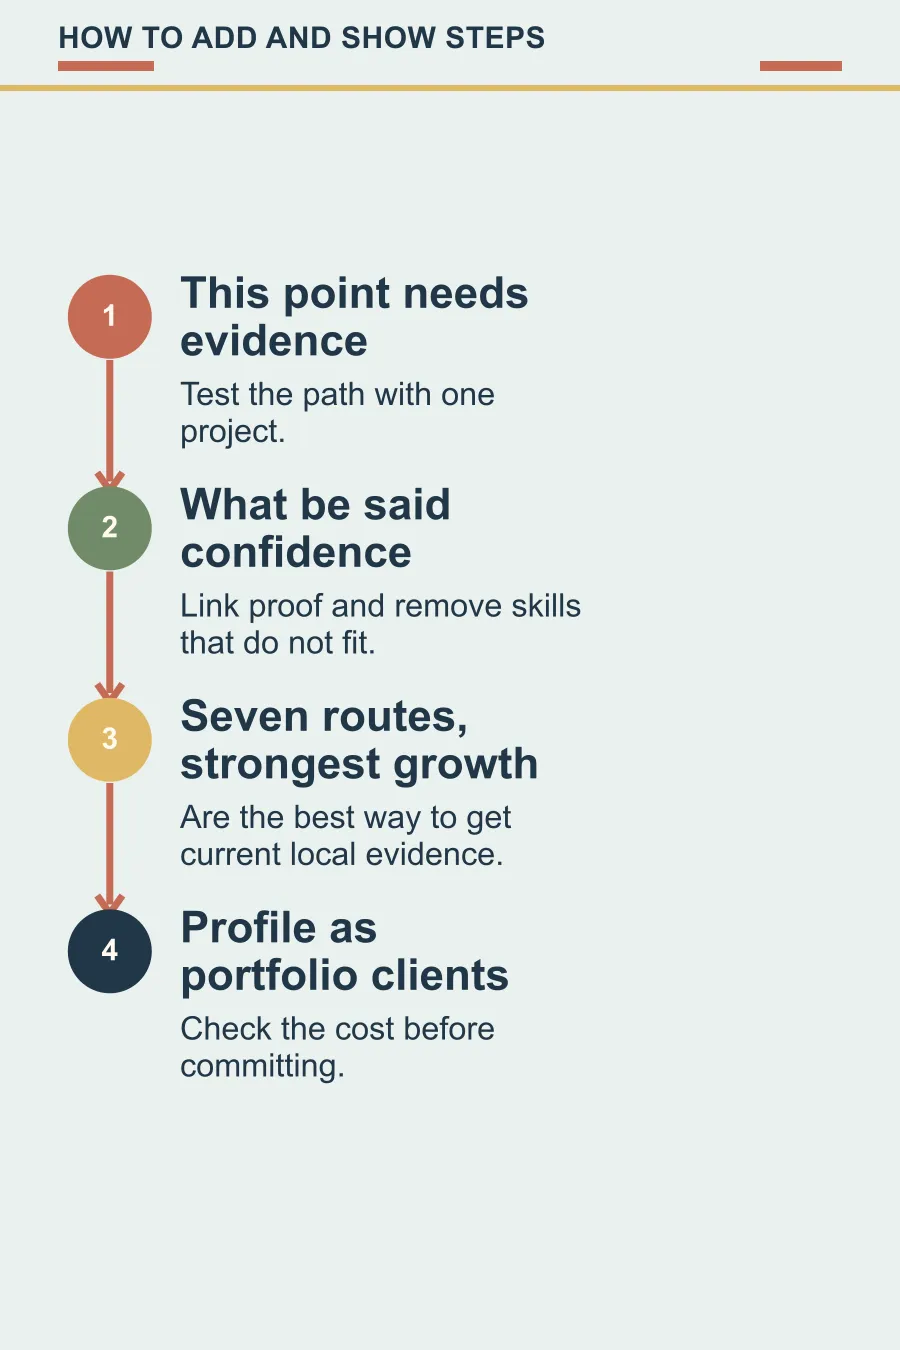 HOW TO ADD AND SHOW STEPS
1
This point needs
evidence
Test the path with one
project.
2
What be said
confidence
Link proof and remove skills
that do not fit.
3
Seven routes,
strongest growth
Are the best way to get
current local evidence.
4
Profile as
portfolio clients
Check the cost before
committing.